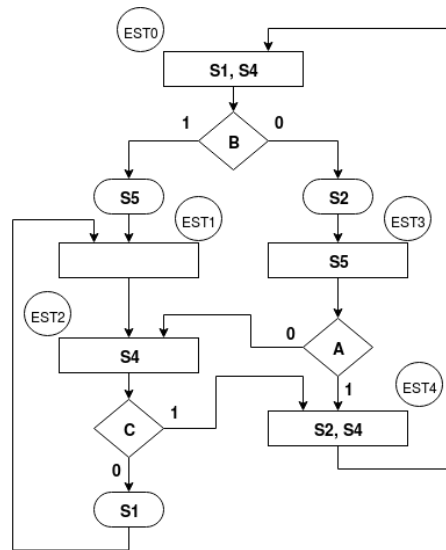 EST0
S1, S4
1
B
0
S5
S2
EST1
EST3
S5
EST2
0
S4
A
1
EST4
C
1
S2, S4
0
S1